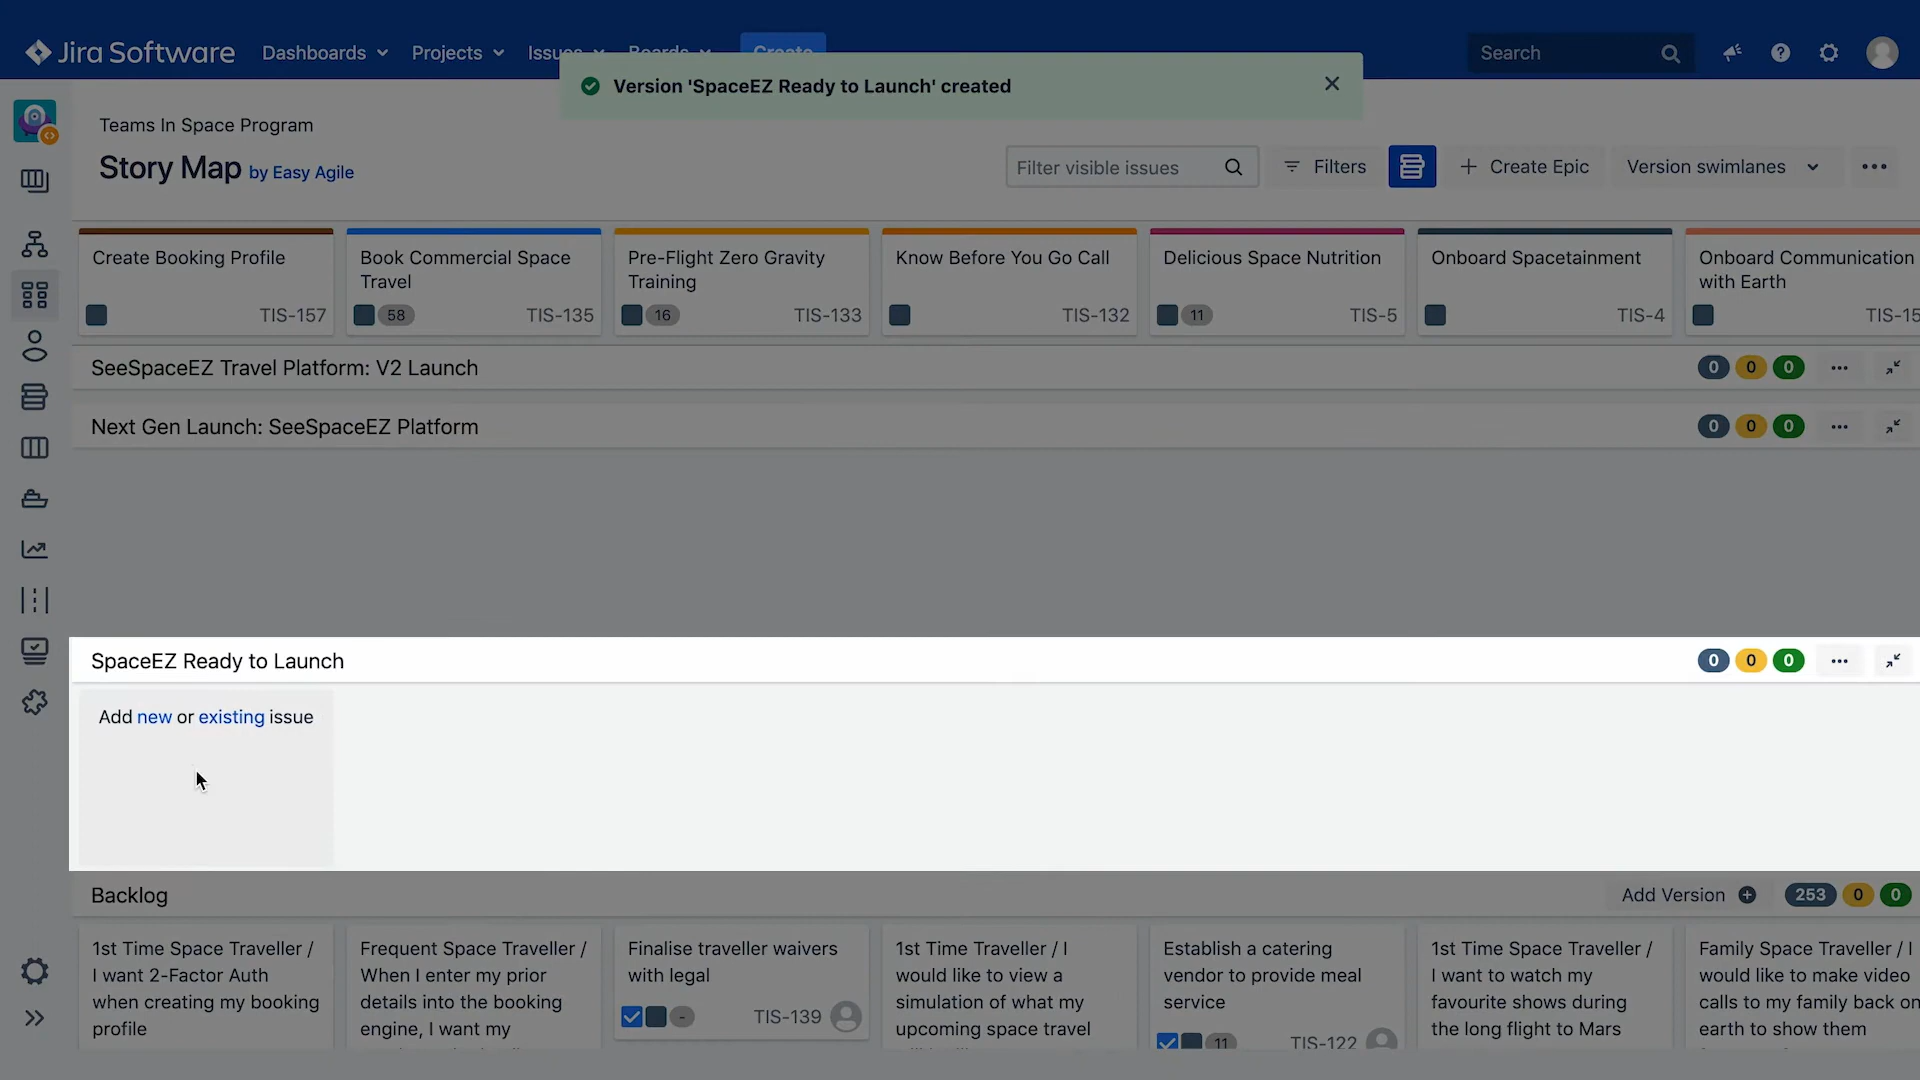 Jira Software Dashboards Projects Issues Boards Create Search
Version 'SpaceEZ Ready to Launch' created
Teams In Space Program
Story Map by Easy Agile
Filter visible issues Filters Create Epic Version swimlanes
Create Booking Profile
TIS-157
Book Commercial Space
Travel
58 TIS-135
Pre-Flight Zero Gravity
Training
16 TIS-133
Know Before You Go Call
TIS-132
Delicious Space Nutrition
11 TIS-5
Onboard Spacetainment
TIS-4
Onboard Communication
with Earth
TIS-15
SeeSpaceEZ Travel Platform: V2 Launch 0 0 0
Next Gen Launch: SeeSpaceEZ Platform 0 0 0
SpaceEZ Ready to Launch 0 0 0
Add new or existing issue
Backlog Add Version 253 0 0
1st Time Space Traveller /
I want 2-Factor Auth
when creating my booking
profile
Frequent Space Traveller /
When I enter my prior
details into the booking
engine, I want my
Finalise traveller waivers
with legal
- TIS-139
1st Time Traveller / I
would like to view a
simulation of what my
upcoming space travel
Establish a catering
vendor to provide meal
service
11 TIS-122
1st Time Space Traveller /
I want to watch my
favourite shows during
the long flight to Mars
Family Space Traveller / I
would like to make video
calls to my family back on
earth to show them